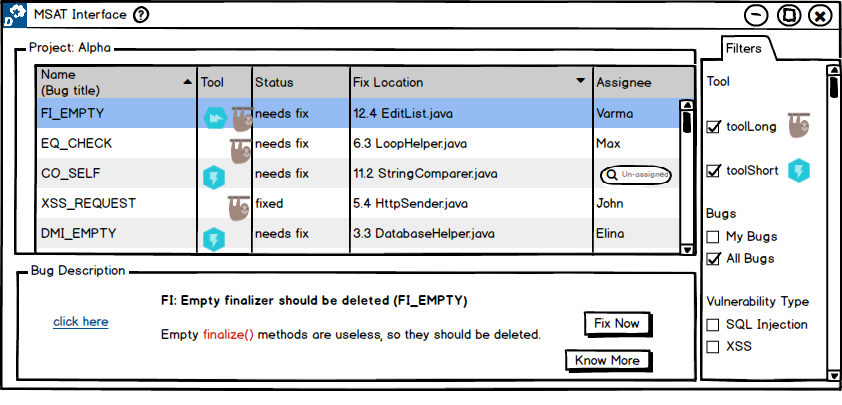 MSAT Interface ?
Project: Alpha
Name
(Bug title)
Tool
Status
Fix Location
Assignee
FI_EMPTY needs fix 12.4 EditList.java Varma
EQ_CHECK needs fix 6.3 LoopHelper.java Max
CO_SELF needs fix 11.2 StringComparer.java Un-assigned
XSS_REQUEST fixed 5.4 HttpSender.java John
DMI_EMPTY needs fix 3.3 DatabaseHelper.java Elina
Bug Description
click here
FI: Empty finalizer should be deleted (FI_EMPTY)
Empty finalize() methods are useless, so they should be deleted.
Fix Now
Know More
Filters
Tool
toolLong
toolShort
Bugs
My Bugs
All Bugs
Vulnerability Type
SQL Injection
XSS